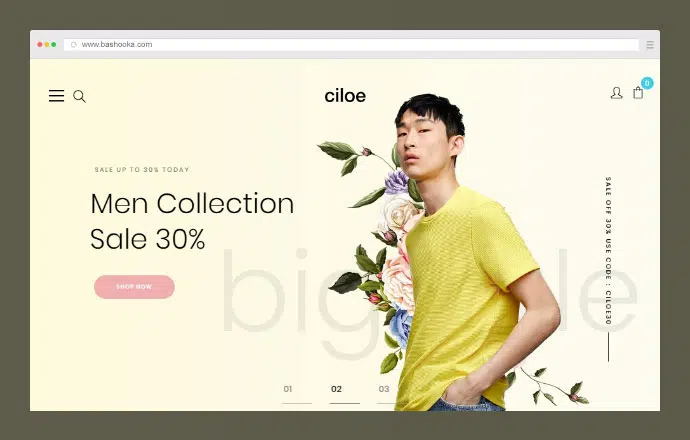 www.bashooka.com
ciloe
0
SALE UP TO 30% TODAY
Men Collection
Sale 30%
SHOP NOW
big sale
SALE OFF 30% USE CODE : CILOE30
01
02
03